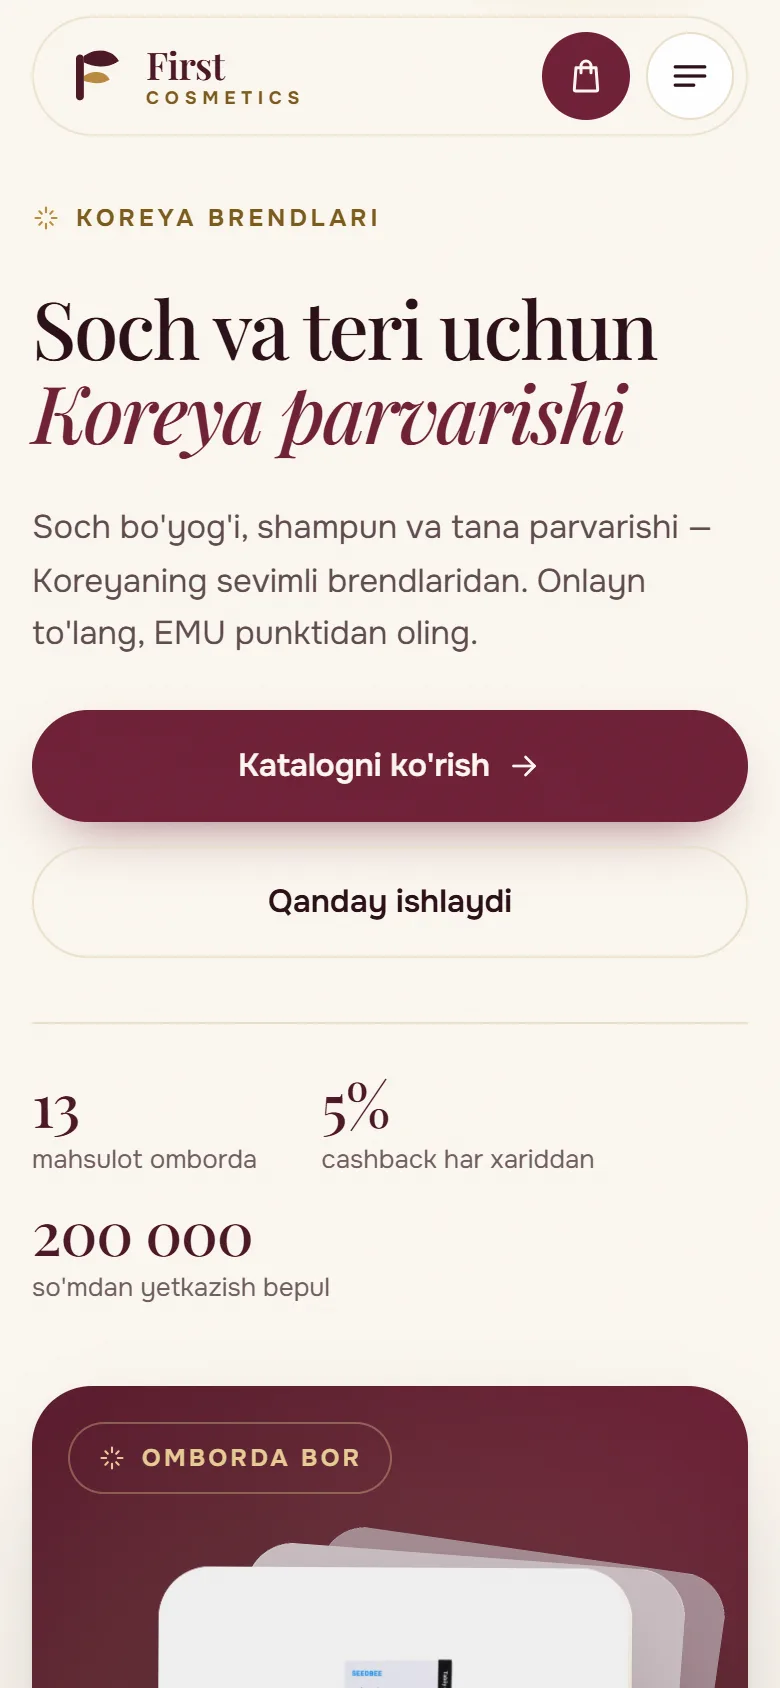 First
COSMETICS
KOREYA BRENDLARI
Soch va teri uchun
Koreya parvarishi
Soch bo'yog'i, shampun va tana parvarishi —
Koreyaning sevimli brendlaridan. Onlayn
to'lang, EMU punktidan oling.
Katalogni ko'rish →
Qanday ishlaydi
13
mahsulot omborda
5%
cashback har xariddan
200 000
so'mdan yetkazish bepul
OMBORDA BOR
SEEDBEE